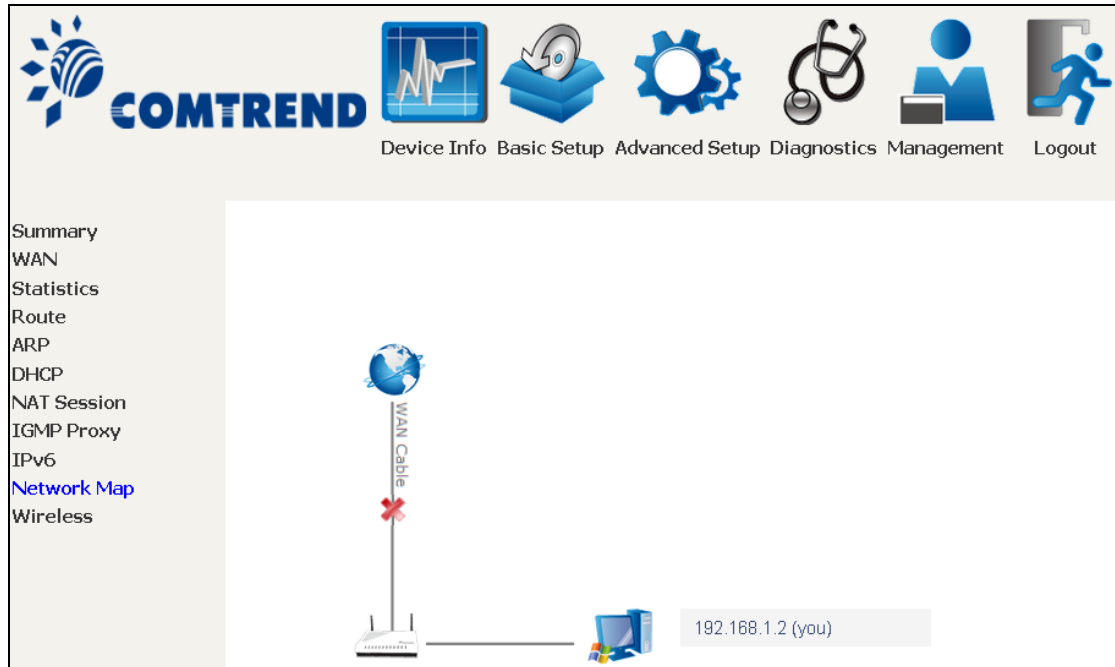 COMTREND
Device Info Basic Setup Advanced Setup Diagnostics Management Logout
Summary
WAN
Statistics
Route
ARP
DHCP
NAT Session
IGMP Proxy
IPv6
Network Map
Wireless
WAN Cable
192.168.1.2 (you)